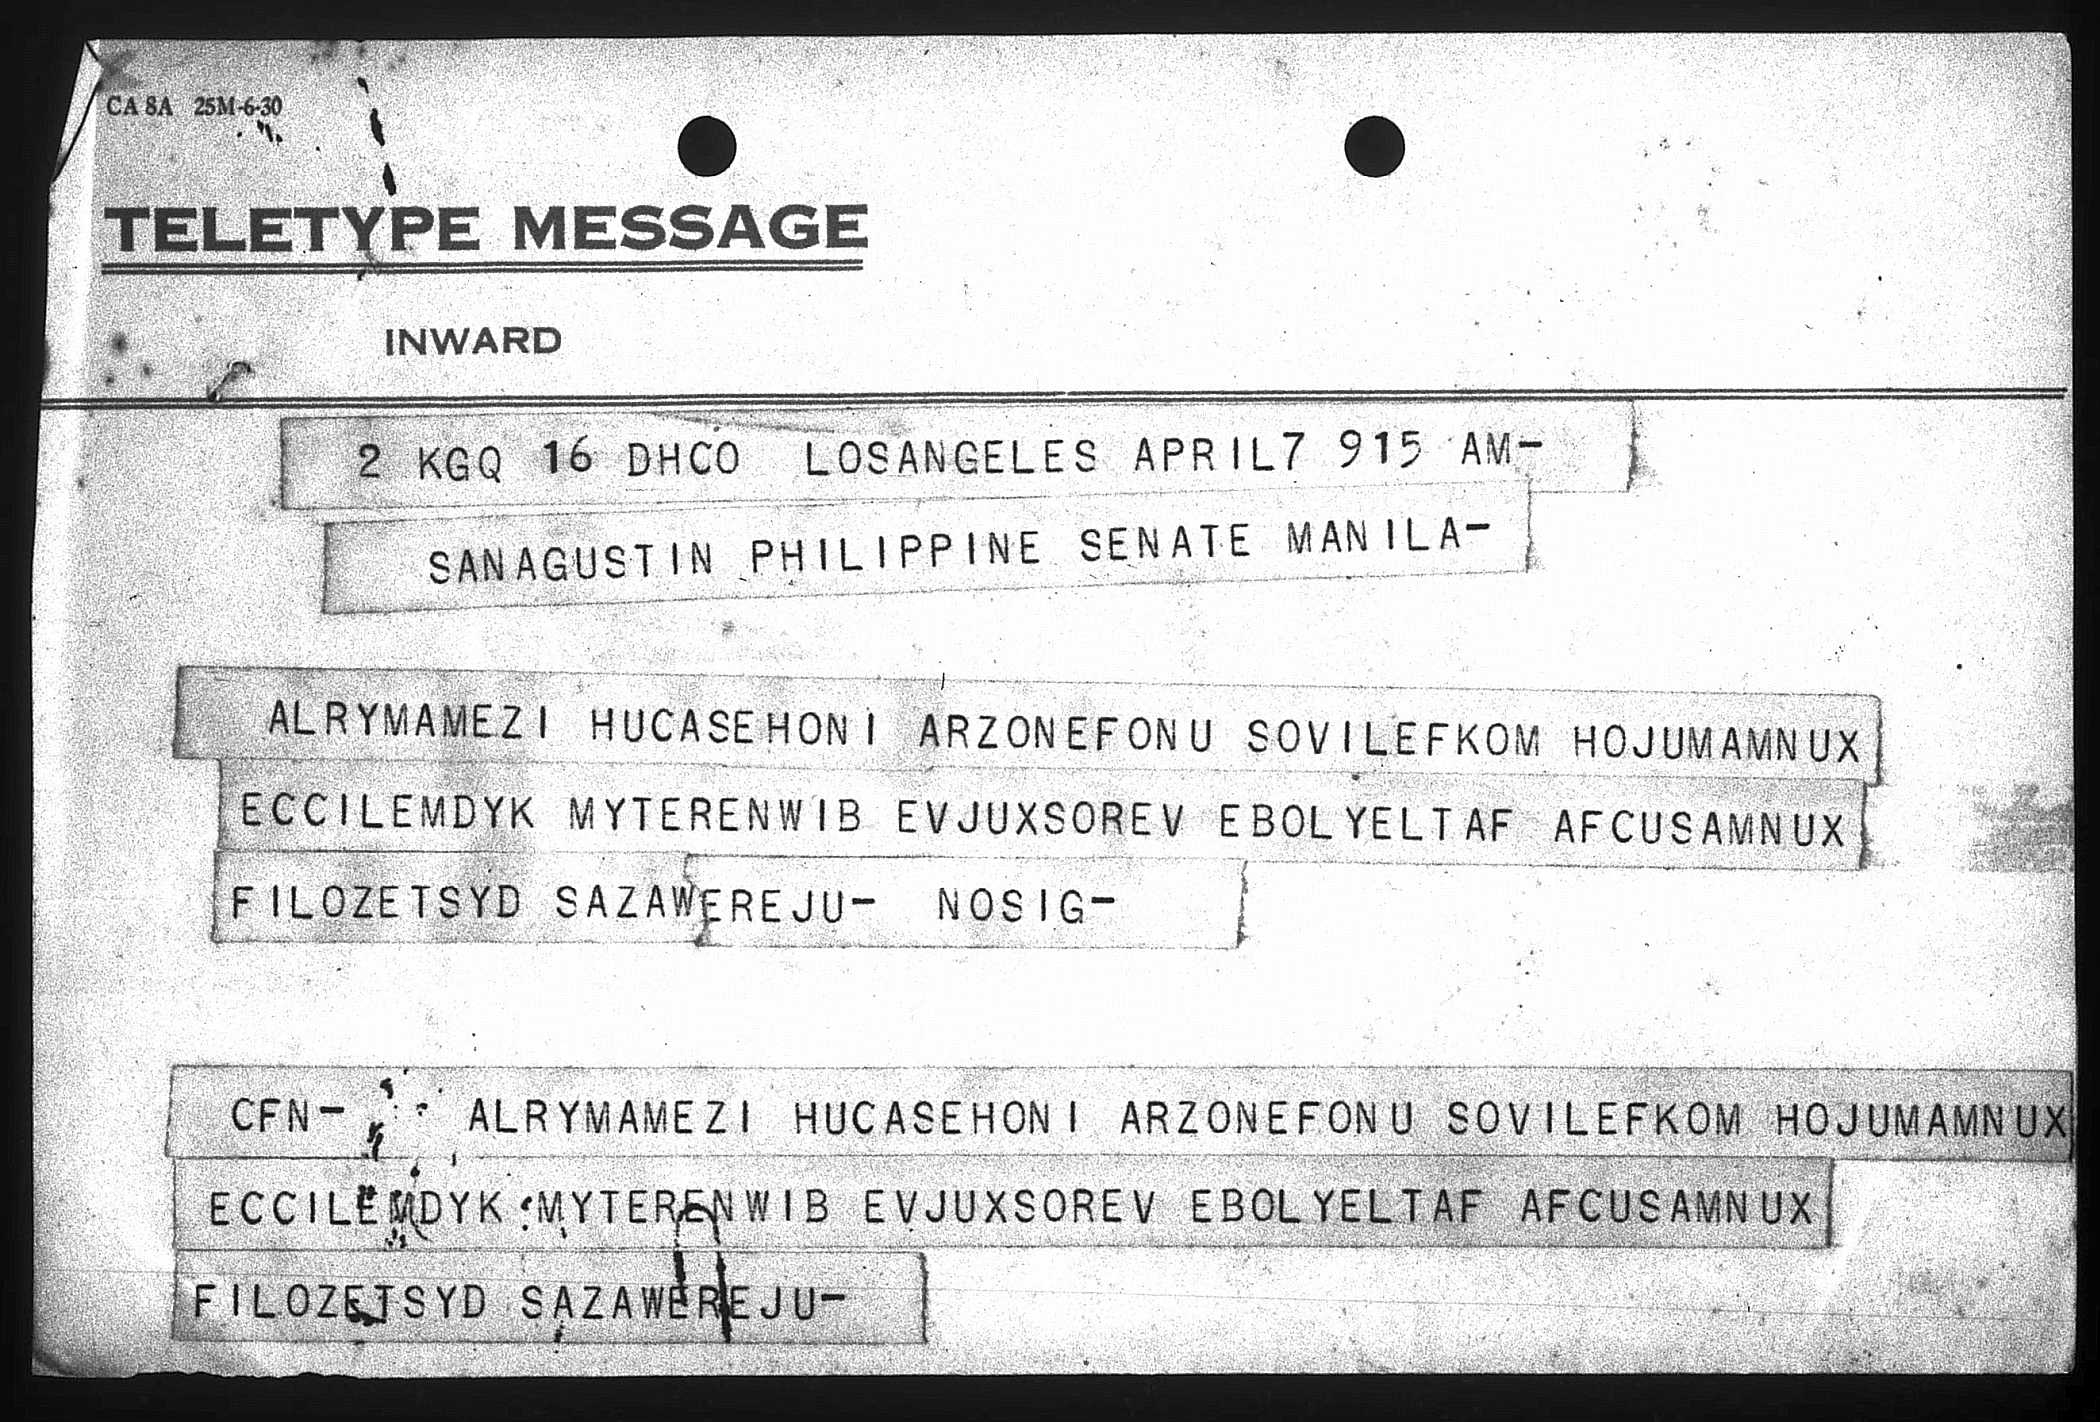 CA 8A 25M-6-30
TELETYPE MESSAGE
INWARD
2 KGQ 16 DHCO LOSANGELES APRIL7 915 AM-
SANAGUSTIN PHILIPPINE SENATE MANILA-
ALRYMAMEZI HUCASEHONI ARZONEFONU SOVILEFKOM HOJUMAMNUX
ECCILEMDYK MYTERENWIB EVJUXSOREV EBOLYELTAF AFCUSAMNUX
FILOZETSYD SAZAWEREJU- NOSIG-
CFN- ALRYMAMEZI HUCASEHONI ARZONEFONU SOVILEFKOM HOJUMAMNUX
ECCILEMDYK MYTERENWIB EVJUXSOREV EBOLYELTAF AFCUSAMNUX
FILOZETSYD SAZAWEREJU-